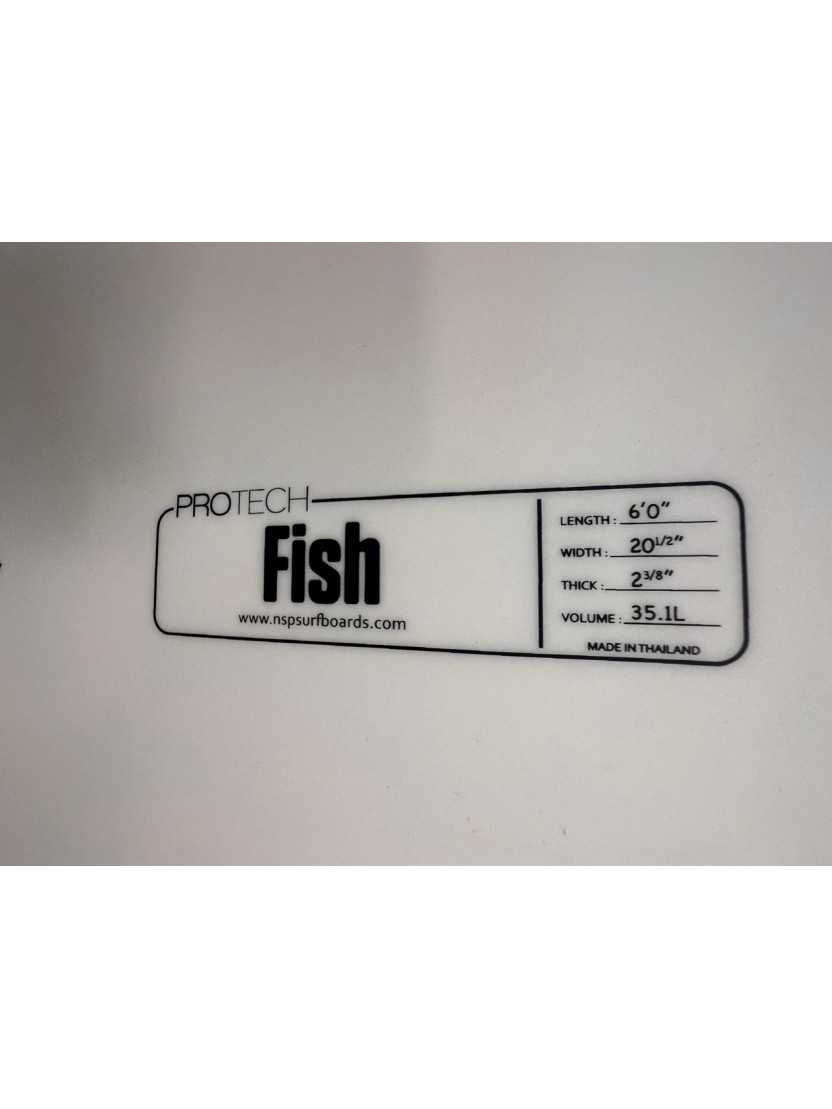 PROTECH
Fish
www.nspsurfboards.com
LENGTH: 6'0"
WIDTH: 20 1/2"
THICK: 2 3/8"
VOLUME: 35.1L
MADE IN THAILAND